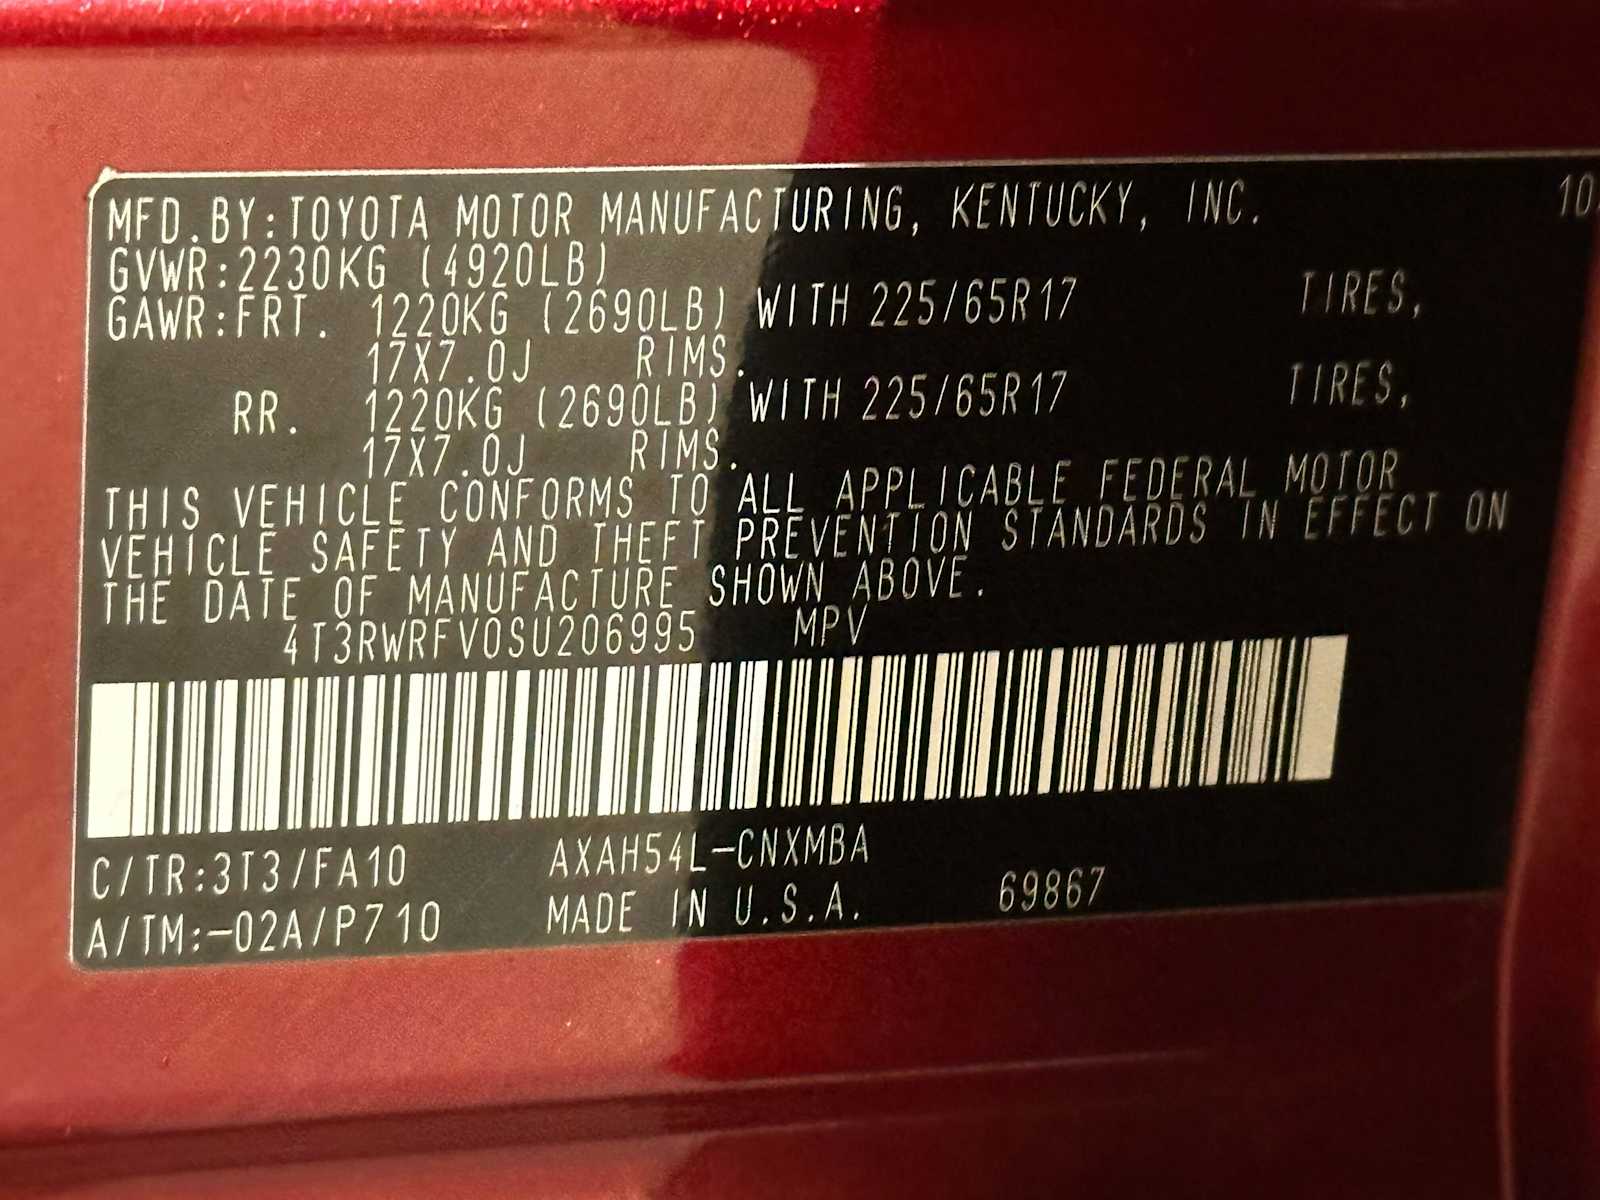 MFD.BY:TOYOTA MOTOR MANUFACTURING, KENTUCKY, INC. 10
GVWR:2230KG (4920LB)
GAWR:FRT. 1220KG (2690LB) WITH 225/65R17 TIRES,
17X7.0J RIMS.
RR. 1220KG (2690LB) WITH 225/65R17 TIRES,
17X7.0J RIMS.
THIS VEHICLE CONFORMS TO ALL APPLICABLE FEDERAL MOTOR
VEHICLE SAFETY AND THEFT PREVENTION STANDARDS IN EFFECT ON
THE DATE OF MANUFACTURE SHOWN ABOVE.
4T3RWRFV0SU206995 MPV
C/TR:3T3/FA10 AXAH54L-CNXMBA
A/TM:-02A/P710 MADE IN U.S.A. 69867